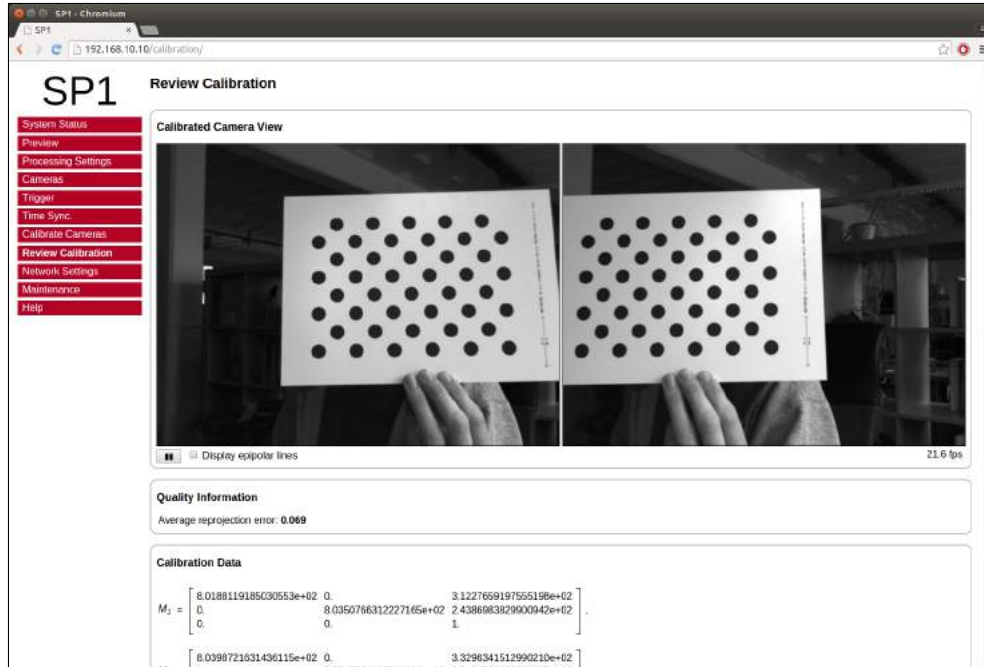 SP1 - Chromium
SP1
192.168.10.10/calibration/
SP1
System Status
Preview
Processing Settings
Cameras
Trigger
Time Sync.
Calibrate Cameras
Review Calibration
Network Settings
Maintenance
Help
Review Calibration
Calibrated Camera View
Display epipolar lines
21.6 fps
Quality Information
Average reprojection error: 0.069
Calibration Data
8.0188119185030553e+02 0. 3.1227659197555198e+02
M₁ = 0. 8.0350766312227165e+02 2.4386983829900942e+02 ,
0. 0. 1.
8.0398721631436115e+02 0. 3.3296341512990210e+02